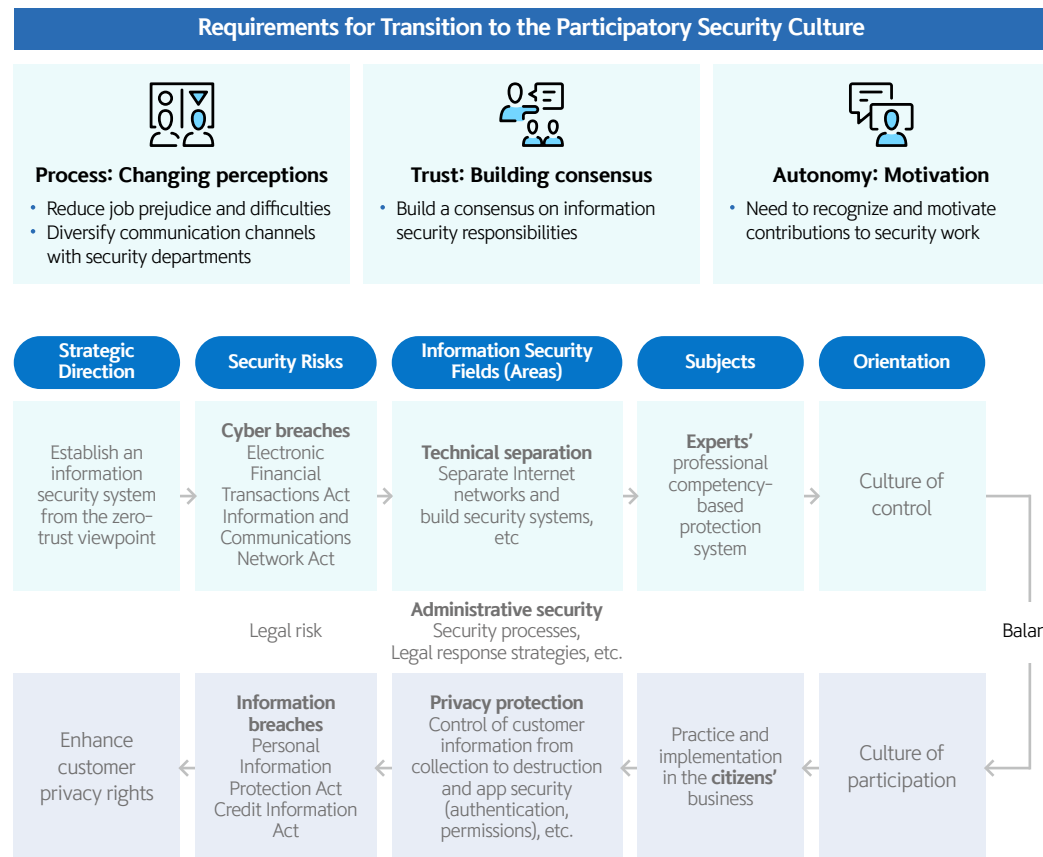 Requirements for Transition to the Participatory Security Culture
Process: Changing perceptions
• Reduce job prejudice and difficulties
• Diversify communication channels
with security departments
Trust: Building consensus
• Build a consensus on information
security responsibilities
Autonomy: Motivation
• Need to recognize and motivate
contributions to security work
Strategic
Direction
Security Risks
Information Security
Fields (Areas)
Subjects
Orientation
Establish an
information
security system
from the zero-
trust viewpoint
Cyber breaches
Electronic
Financial
Transactions Act
Information and
Communications
Network Act
Technical separation
Separate Internet
networks and
build security systems,
etc
Experts’
professional
competency-
based
protection
system
Culture of
control
Legal risk
Administrative security
Security processes,
Legal response strategies, etc.
Balan
Enhance
customer
privacy rights
Information
breaches
Personal
Information
Protection Act
Credit Information
Act
Privacy protection
Control of customer
information from
collection to destruction
and app security
(authentication,
permissions), etc.
Practice and
implementation
in the citizens’
business
Culture of
participation